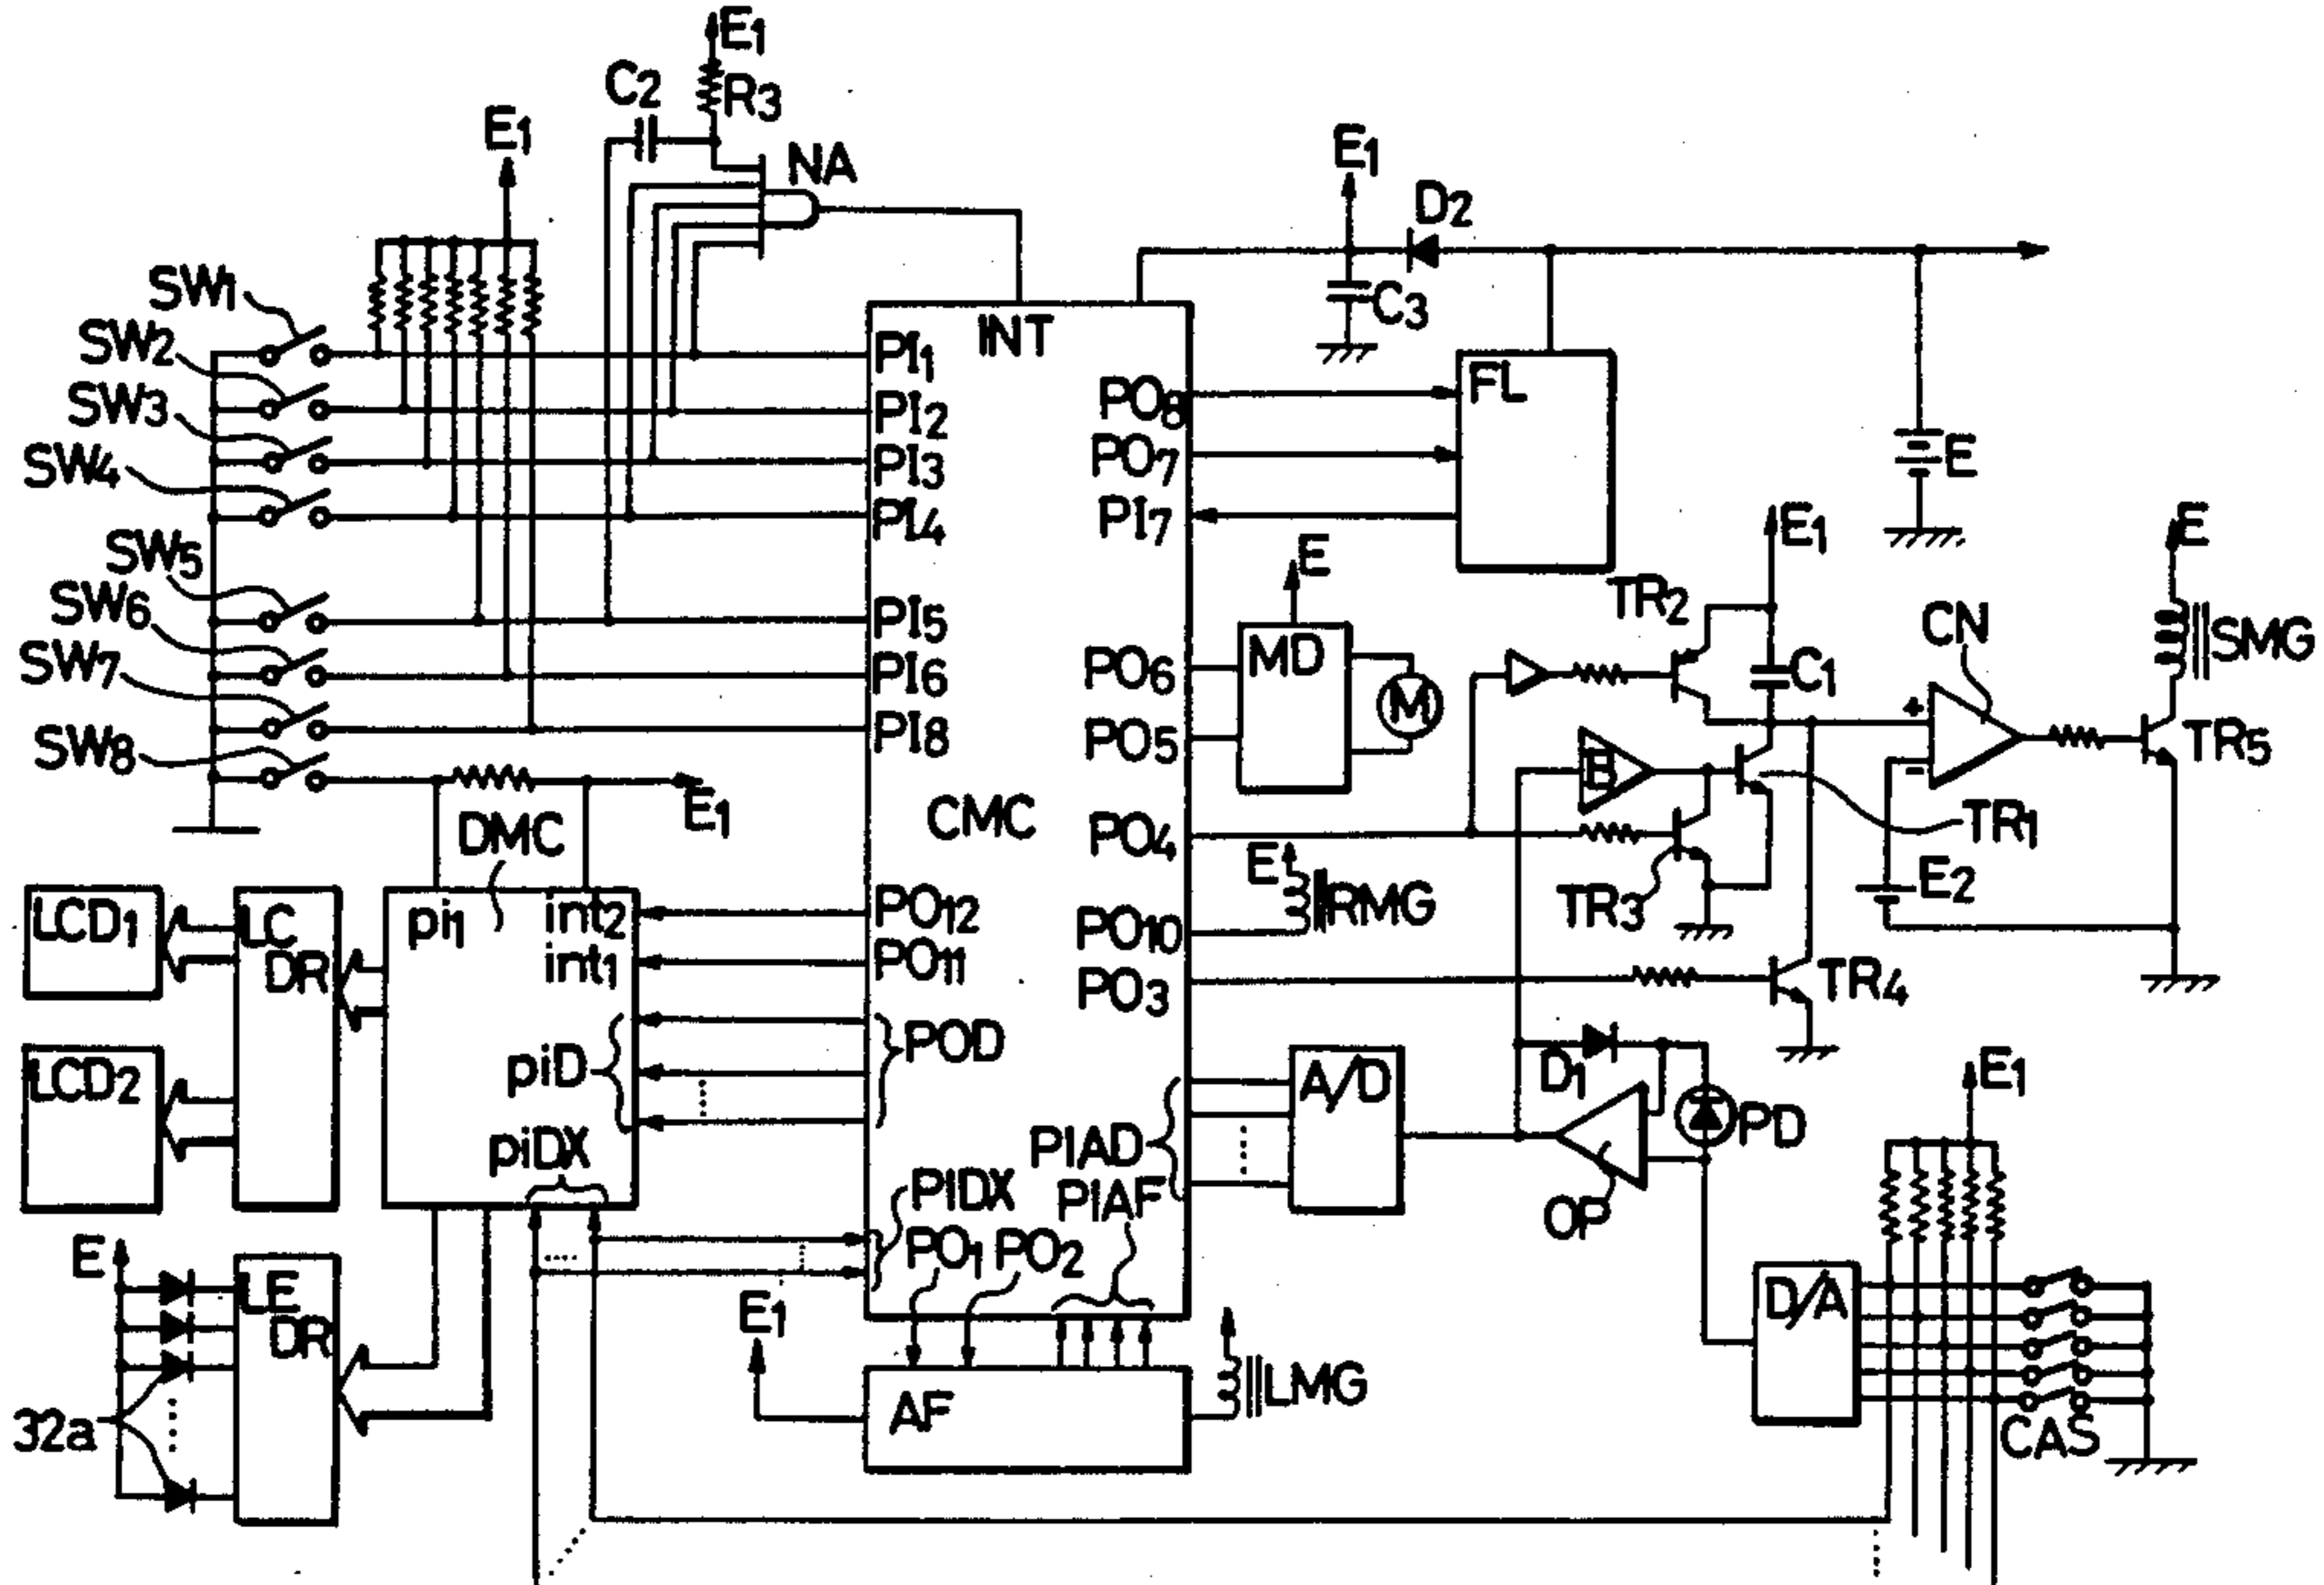 E1
C2
R3
E1
NA
E1
D2
SW1
SW2
SW3
SW4
C3
INT
PI1
PI2
PI3
PI4
PO8
PO7
PI7
FL
E
E
SW5
SW6
SW7
SW8
PI5
PI6
PI8
E
MD
M
PO6
PO5
TR2
E1
C1
CN
SMG
TR5
B
TR1
E1
DMC
CMC
PO4
E
RMG
TR3
E2
LCD1
LC
DR
pi1
int2
int1
PO12
PO11
PO10
PO3
TR4
LCD2
piD
POD
A/D
D1
PD
E1
piDX
PIAD
PIAF
OP
PIDX
PO1
PO2
E
LE
DR
E1
D/A
32a
AF
LMG
CAS